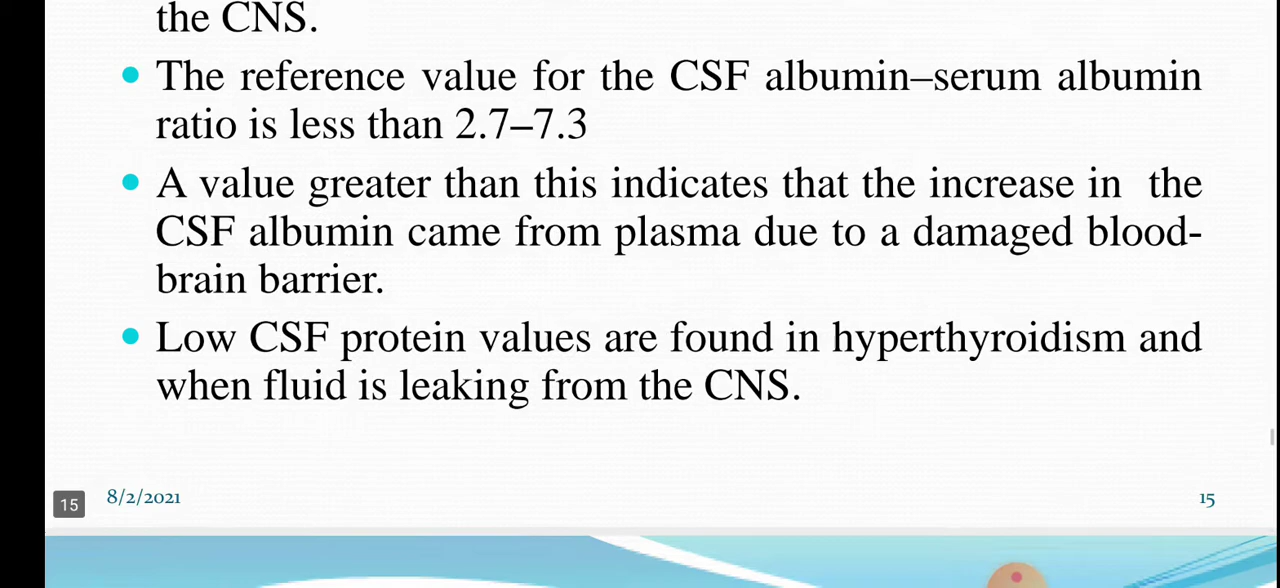 the CNS.
The reference value for the CSF albumin–serum albumin
ratio is less than 2.7–7.3
A value greater than this indicates that the increase in the
CSF albumin came from plasma due to a damaged blood-
brain barrier.
Low CSF protein values are found in hyperthyroidism and
when fluid is leaking from the CNS.
15 8/2/2021 15